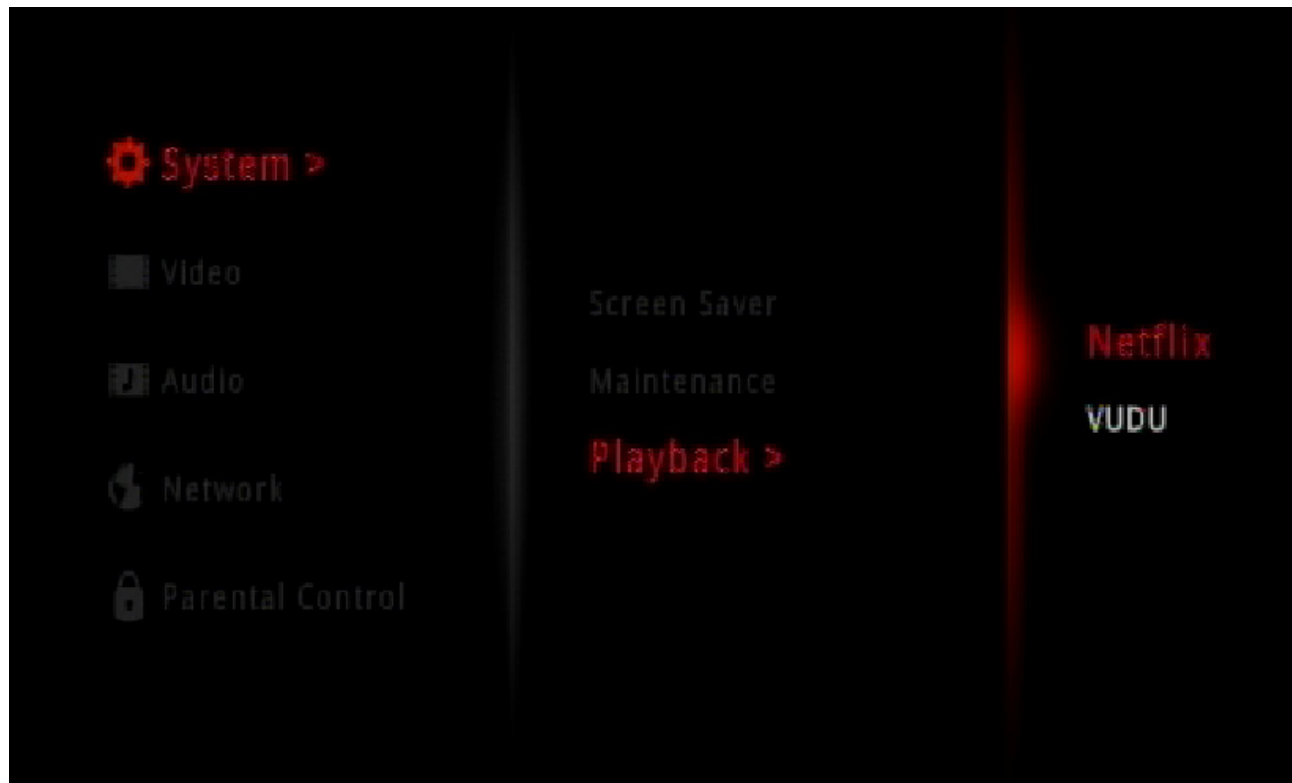 System >
Video
Audio
Network
Parental Control
Screen Saver
Maintenance
Playback >
Netflix
VUDU